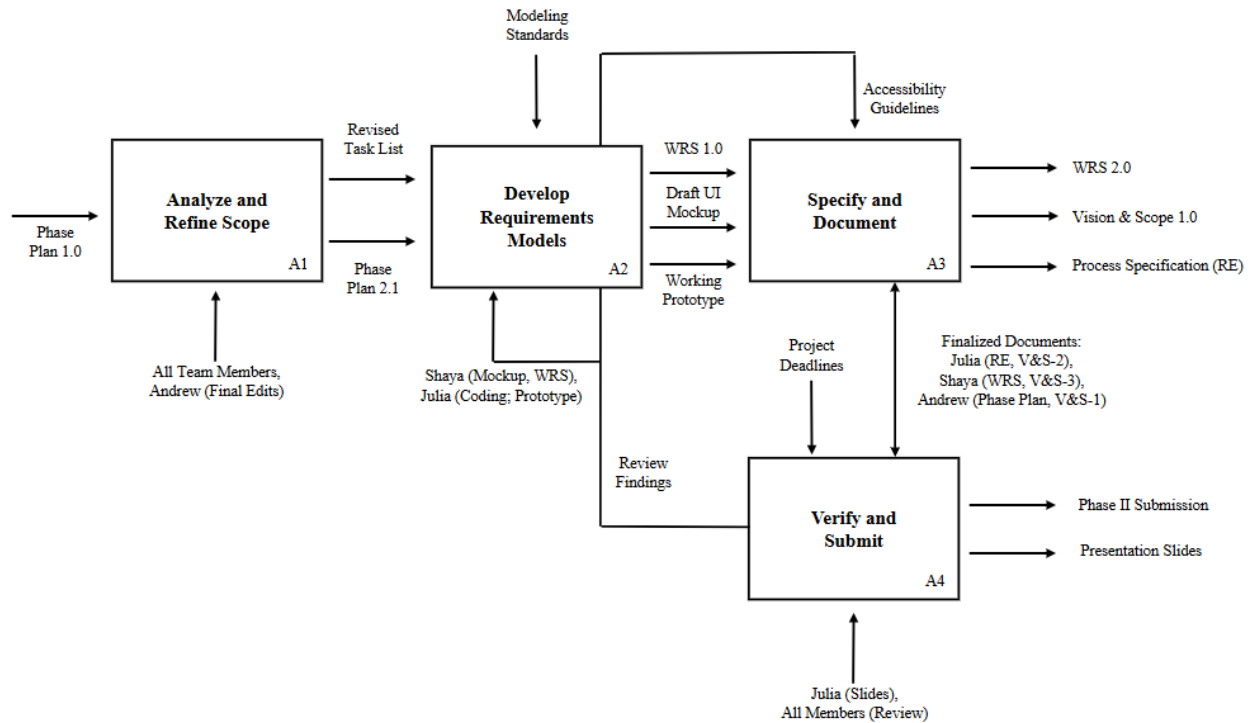 Modeling
Standards
Accessibility
Guidelines
Revised
Task List
WRS 1.0
WRS 2.0
Analyze and
Refine Scope
A1
Develop
Requirements
Models
A2
Draft UI
Mockup
Specify and
Document
A3
Vision & Scope 1.0
Phase
Plan 1.0
Phase
Plan 2.1
Working
Prototype
Process Specification (RE)
All Team Members,
Andrew (Final Edits)
Shaya (Mockup, WRS),
Julia (Coding; Prototype)
Project
Deadlines
Finalized Documents:
Julia (RE, V&S-2),
Shaya (WRS, V&S-3),
Andrew (Phase Plan, V&S-1)
Review
Findings
Verify and
Submit
A4
Phase II Submission
Presentation Slides
Julia (Slides),
All Members (Review)